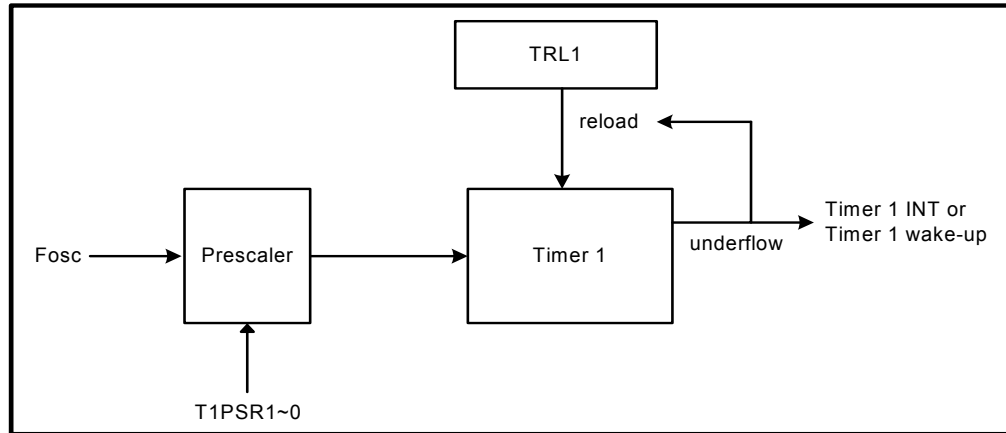 TRL1
reload
Timer 1 INT or
Timer 1 wake-up
underflow
Fosc
Prescaler
Timer 1
T1PSR1~0